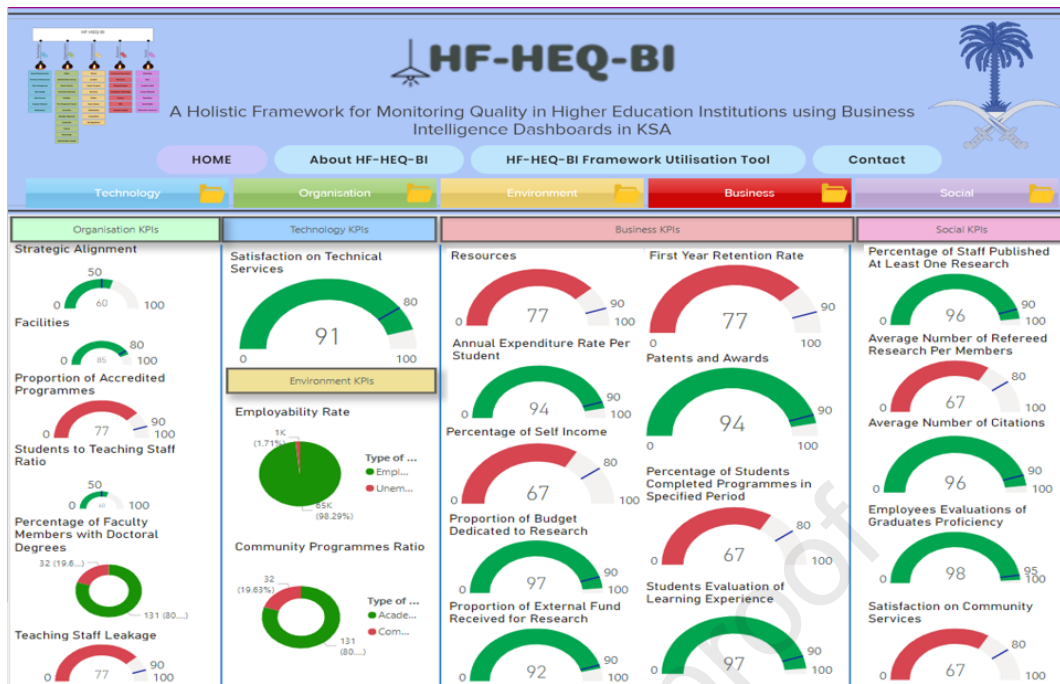 HF-HEQ-BI
HF-HEQ-BI
A Holistic Framework for Monitoring Quality in Higher Education Institutions using Business
Intelligence Dashboards in KSA
HOME
About HF-HEQ-BI
HF-HEQ-BI Framework Utilisation Tool
Contact
Technology
Organisation
Environment
Business
Social
Organisation KPIs
Strategic Alignment
50
60
0
100
Facilities
80
85
0
100
Proportion of Accredited
Programmes
90
77
0
100
Students to Teaching Staff
Ratio
50
60
0
100
Percentage of Faculty
Members with Doctoral
Degrees
32 (19.6...)
131 (80....)
Teaching Staff Leakage
90
77
0
100
Technology KPIs
Satisfaction on Technical
Services
80
91
0
100
Environment KPIs
Employability Rate
1K
(1.71%)
65K
(98.29%)
Type of ...
Empl...
Unem...
Community Programmes Ratio
32
(19.63%)
131
(80....)
Type of ...
Acade...
Com...
Business KPIs
Resources
90
77
0
100
Annual Expenditure Rate Per
Student
90
94
0
100
Percentage of Self Income
80
67
0
100
Proportion of Budget
Dedicated to Research
90
97
0
100
Proportion of External Fund
Received for Research
90
92
0
100
First Year Retention Rate
90
77
0
100
Patents and Awards
90
94
0
100
Percentage of Students
Completed Programmes in
Specified Period
80
67
0
100
Students Evaluation of
Learning Experience
90
97
0
100
Social KPIs
Percentage of Staff Published
At Least One Research
90
96
0
100
Average Number of Refereed
Research Per Members
80
67
0
100
Average Number of Citations
90
96
0
100
Employees Evaluations of
Graduates Proficiency
95
98
0
100
Satisfaction on Community
Services
80
67
0
100
proof